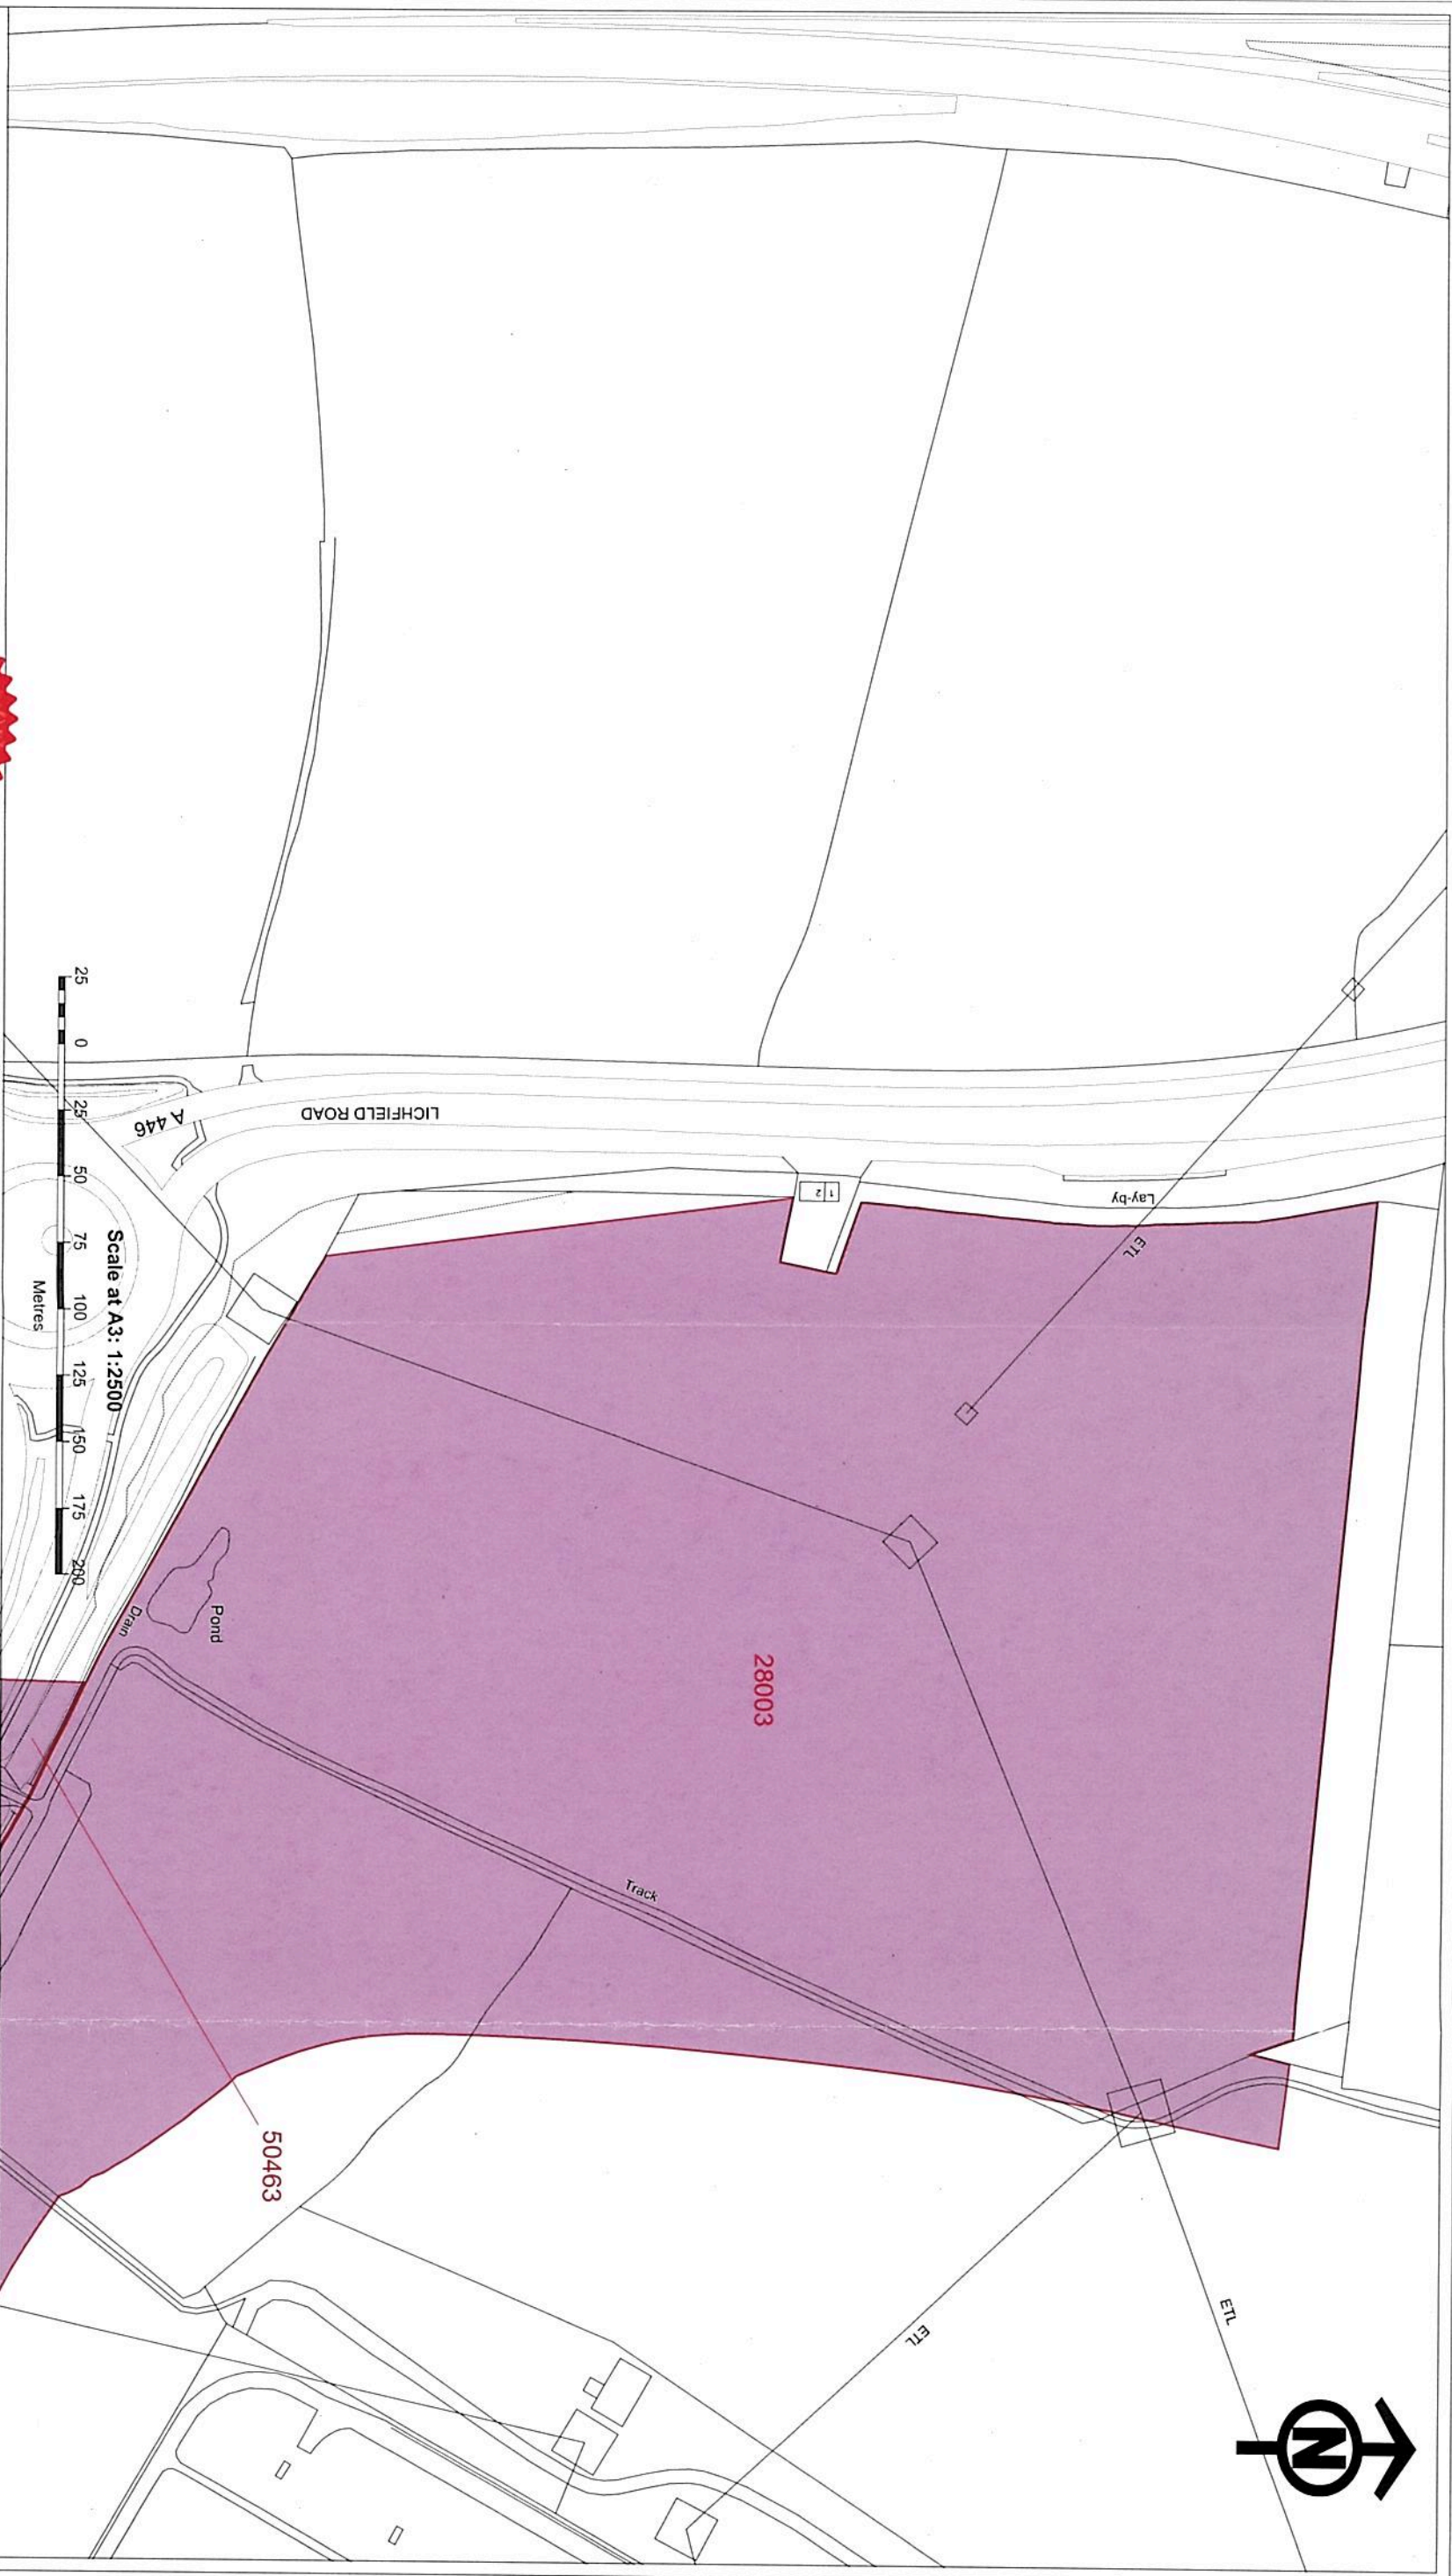 N
ETL
ETL
ETL
Lay-by
1
2
28003
Track
LICHFIELD ROAD
A 446
Pond
Drain
50463
Scale at A3: 1:2500
25 0 25 50 75 100 125 150 175 200
Metres